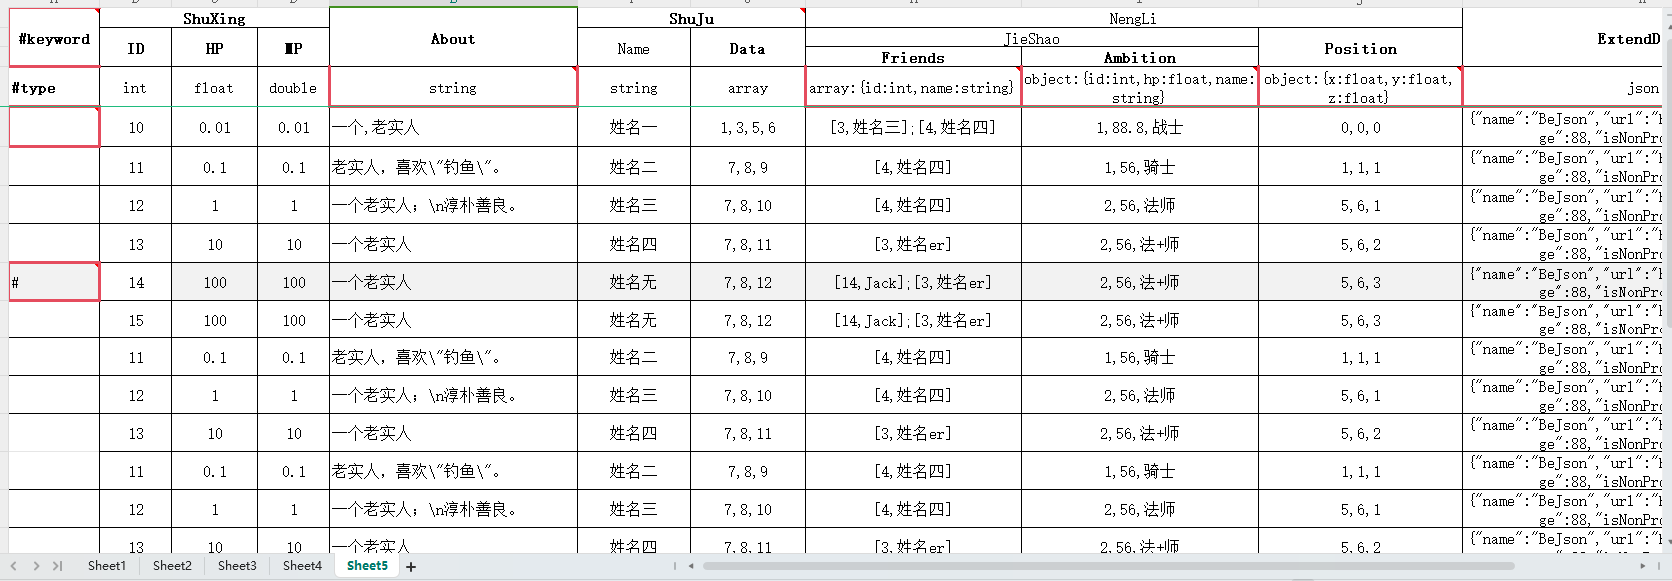 ShuXing ShuJu NengLi
#keyword About JieShao
ID HP MP Name Data Position ExtendD
Friends Ambition
#type int float double string string array array:{id:int,name:string} object:{id:int,hp:float,name:string} object:{x:float,y:float,z:float} json
10 0.01 0.01 一个,老实人 姓名一 1,3,5,6 [3,姓名三];[4,姓名四] 1,88.8,战士 0,0,0 {"name":"BeJson","url":"h
ge":88,"isNonPro
11 0.1 0.1 老实人，喜欢\"钓鱼\"。 姓名二 7,8,9 [4,姓名四] 1,56,骑士 1,1,1 {"name":"BeJson","url":"h
ge":88,"isNonPro
12 1 1 一个老实人；\n淳朴善良。 姓名三 7,8,10 [4,姓名四] 2,56,法师 5,6,1 {"name":"BeJson","url":"h
ge":88,"isNonPro
13 10 10 一个老实人 姓名四 7,8,11 [3,姓名er] 2,56,法+师 5,6,2 {"name":"BeJson","url":"h
ge":88,"isNonPro
# 14 100 100 一个老实人 姓名无 7,8,12 [14,Jack];[3,姓名er] 2,56,法+师 5,6,3 {"name":"BeJson","url":"h
ge":88,"isNonPro
15 100 100 一个老实人 姓名无 7,8,12 [14,Jack];[3,姓名er] 2,56,法+师 5,6,3 {"name":"BeJson","url":"h
ge":88,"isNonPro
11 0.1 0.1 老实人，喜欢\"钓鱼\"。 姓名二 7,8,9 [4,姓名四] 1,56,骑士 1,1,1 {"name":"BeJson","url":"h
ge":88,"isNonPro
12 1 1 一个老实人；\n淳朴善良。 姓名三 7,8,10 [4,姓名四] 2,56,法师 5,6,1 {"name":"BeJson","url":"h
ge":88,"isNonPro
13 10 10 一个老实人 姓名四 7,8,11 [3,姓名er] 2,56,法+师 5,6,2 {"name":"BeJson","url":"h
ge":88,"isNonPro
11 0.1 0.1 老实人，喜欢\"钓鱼\"。 姓名二 7,8,9 [4,姓名四] 1,56,骑士 1,1,1 {"name":"BeJson","url":"h
ge":88,"isNonPro
12 1 1 一个老实人；\n淳朴善良。 姓名三 7,8,10 [4,姓名四] 2,56,法师 5,6,1 {"name":"BeJson","url":"h
ge":88,"isNonPro
13 10 10 一个老实人 姓名四 7,8,11 [3,姓名er] 2,56,法+师 5,6,2 {"name":"BeJson","url":"h
ge":88,"isNonPro
Sheet1 Sheet2 Sheet3 Sheet4 Sheet5 +